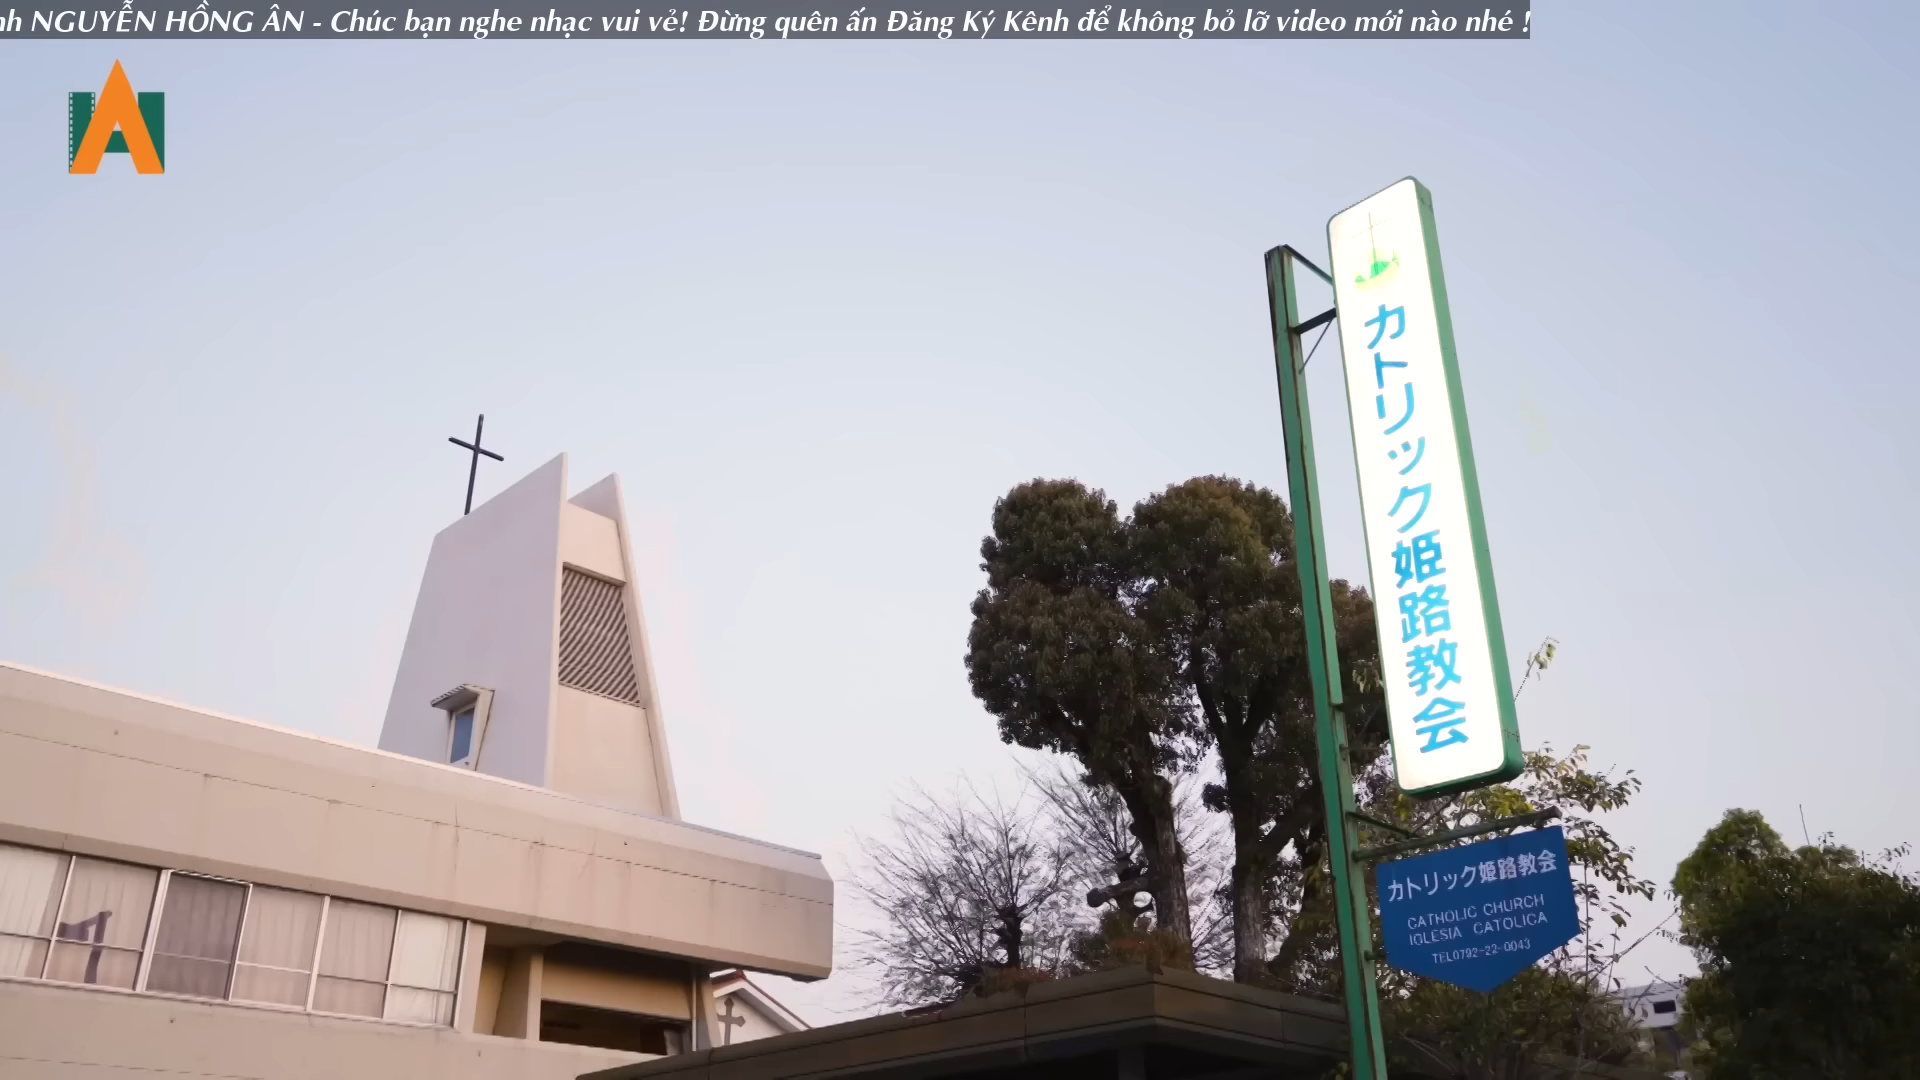 nh NGUYỄN HỒNG ÂN - Chúc bạn nghe nhạc vui vẻ! Đừng quên ấn Đăng Ký Kênh để không bỏ lỡ video mới nào nhé !
カトリック姫路教会
カトリック姫路教会
CATHOLIC CHURCH
IGLESIA CATOLICA
TEL0792-22-0043